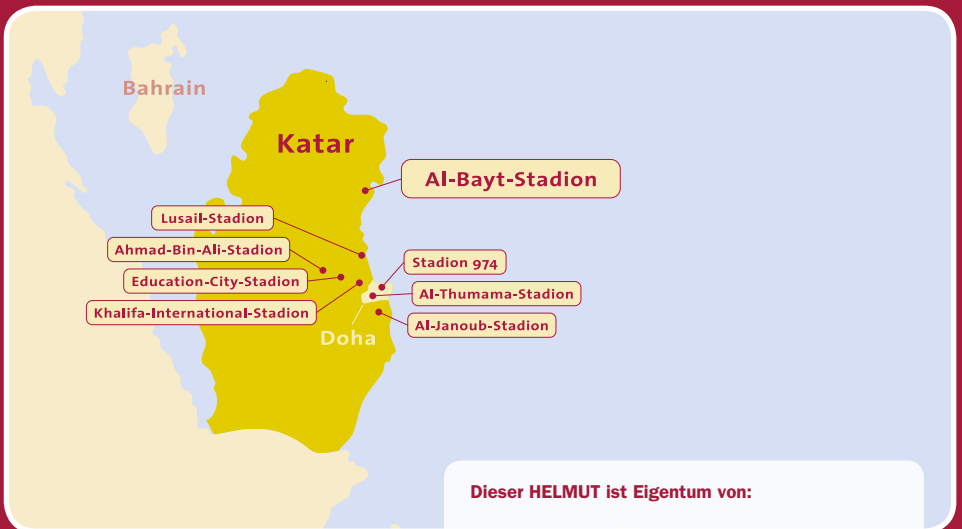 Bahrain
Katar
Al-Bayt-Stadion
Lusail-Stadion
Ahmad-Bin-Ali-Stadion
Education-City-Stadion
Khalifa-International-Stadion
Stadion 974
Al-Thumama-Stadion
Al-Janoub-Stadion
Doha
Dieser HELMUT ist Eigentum von: